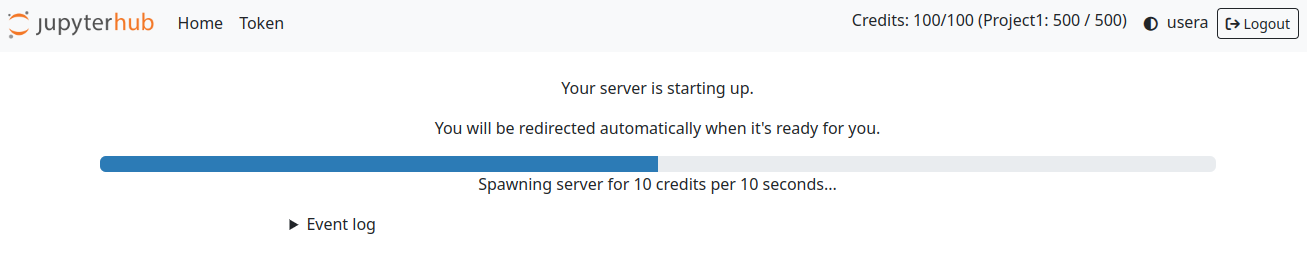 jupyterhub Home Token Credits: 100/100 (Project1: 500 / 500) usera Logout
Your server is starting up.
You will be redirected automatically when it's ready for you.
Spawning server for 10 credits per 10 seconds...
Event log